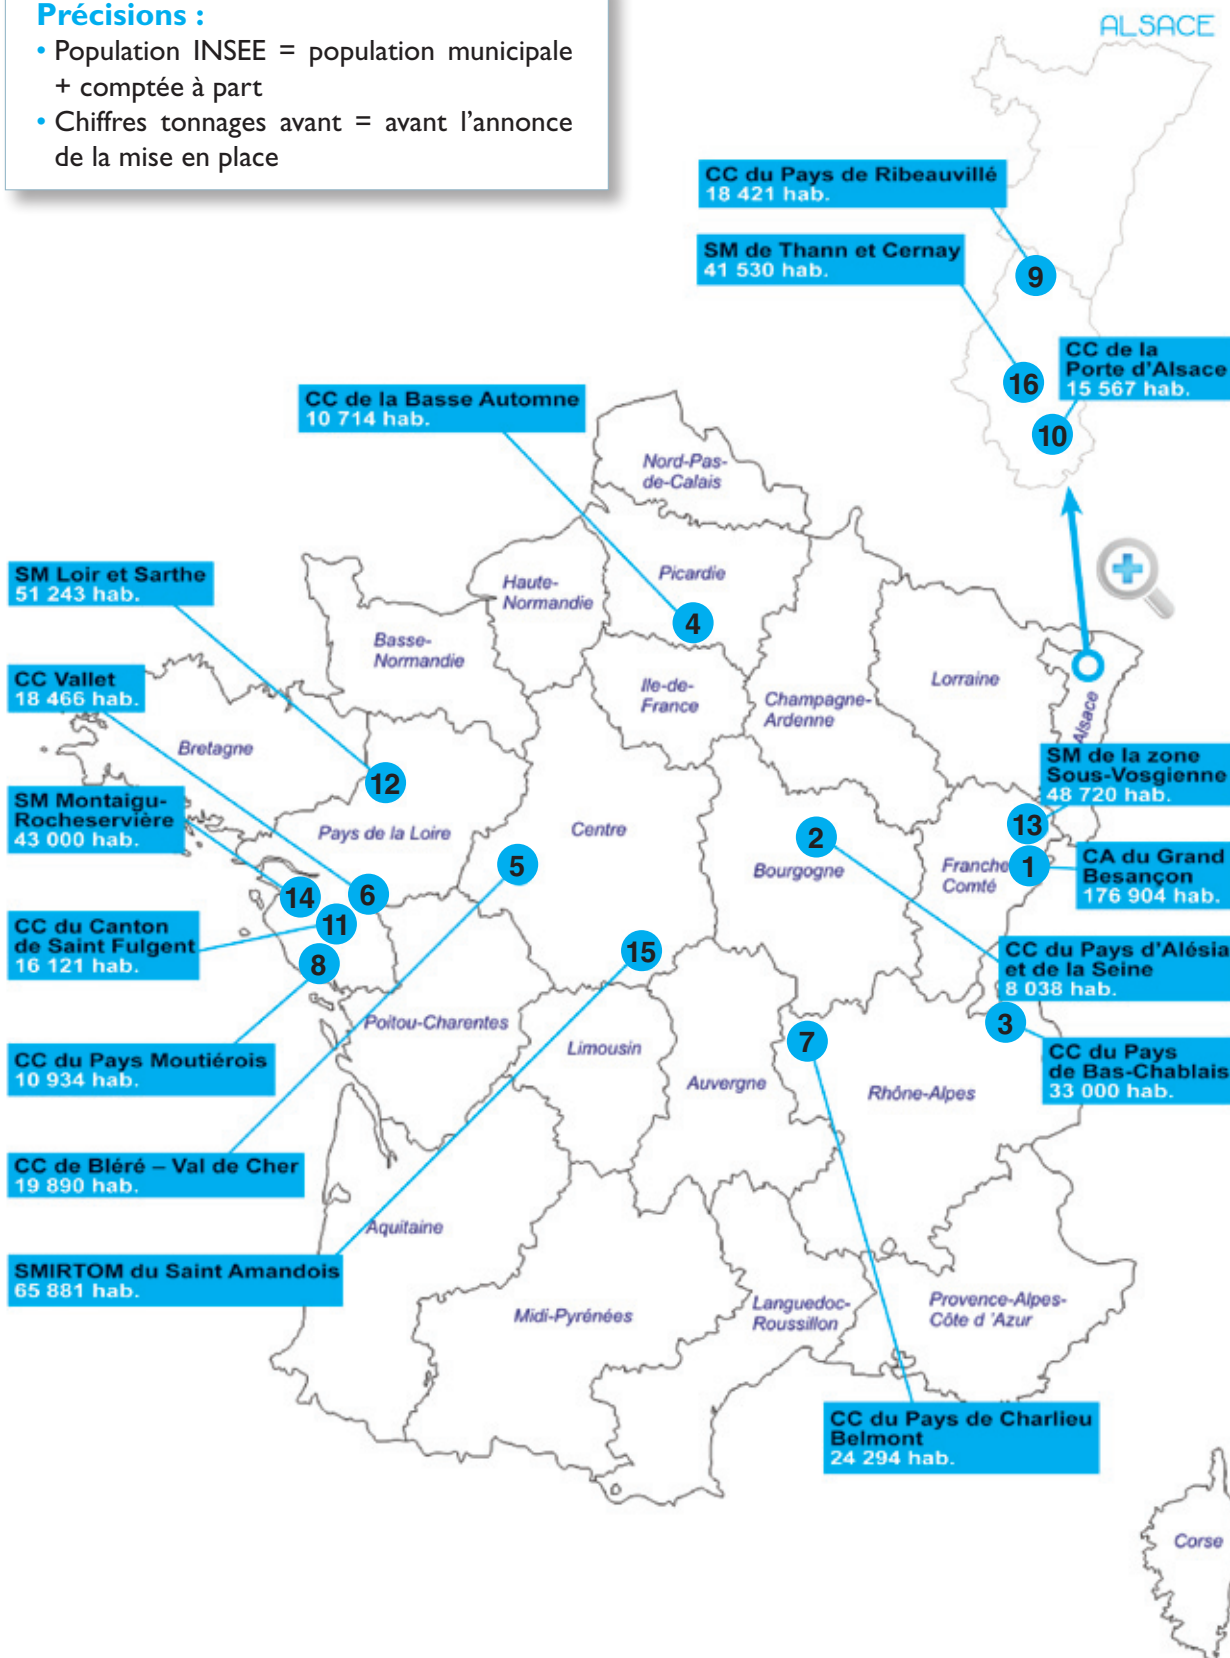 Précisions :
• Population INSEE = population municipale
+ comptée à part
• Chiffres tonnages avant = avant l'annonce
de la mise en place
ALSACE
CC du Pays de Ribeauvillé
18 421 hab.
SM de Thann et Cernay
41 530 hab.
9
16
CC de la
Porte d'Alsace
15 567 hab.
10
CC de la Basse Automne
10 714 hab.
Nord-Pas-
de-Calais
SM Loir et Sarthe
51 243 hab.
Haute-
Normandie
Picardie
4
Basse-
Normandie
CC Vallet
18 466 hab.
Ile-de-
France
Champagne-
Ardenne
Lorraine
Alsace
Bretagne
12
SM de la zone
Sous-Vosgienne
48 720 hab.
SM Montaigu-
Rocheservière
43 000 hab.
Pays de la Loire
Centre
2
Bourgogne
13
Franche
Comté
1
CA du Grand
Besançon
176 904 hab.
5
14
6
11
CC du Canton
de Saint Fulgent
16 121 hab.
8
15
CC du Pays d'Alésia
et de la Seine
8 038 hab.
3
Poitou-Charentes
Limousin
7
CC du Pays Moutiérois
10 934 hab.
Auvergne
Rhône-Alpes
CC du Pays
de Bas-Chablais
33 000 hab.
CC de Bléré – Val de Cher
19 890 hab.
Aquitaine
SMIRTOM du Saint Amandois
65 881 hab.
Midi-Pyrénées
Languedoc-
Roussillon
Provence-Alpes-
Côte d 'Azur
CC du Pays de Charlieu
Belmont
24 294 hab.
Corse